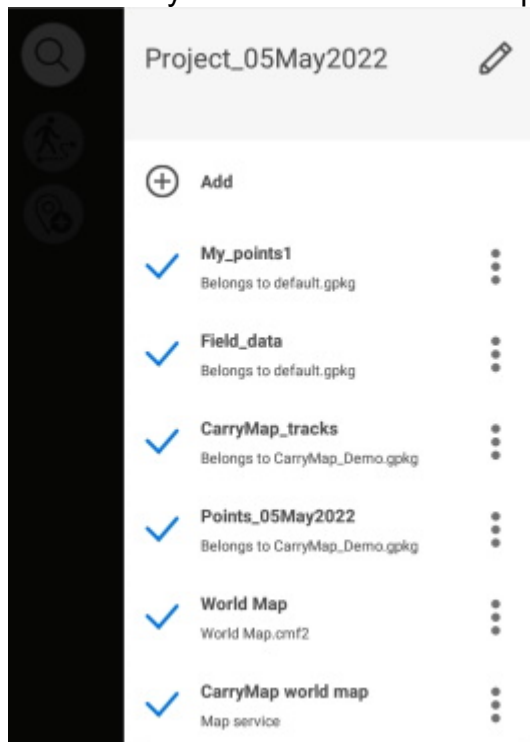 Project_05May2022
Add
My_points1
Belongs to default.gpkg
Field_data
Belongs to default.gpkg
CarryMap_tracks
Belongs to CarryMap_Demo.gpkg
Points_05May2022
Belongs to CarryMap_Demo.gpkg
World Map
World Map.cmf2
CarryMap world map
Map service